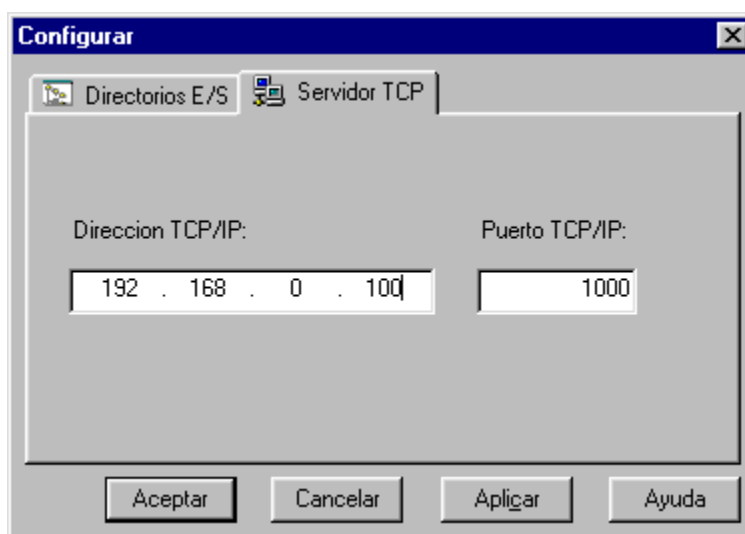 Configurar
Directorios E/S Servidor TCP
Direccion TCP/IP: Puerto TCP/IP:
192 . 168 . 0 . 100 1000
Aceptar Cancelar Aplicar Ayuda